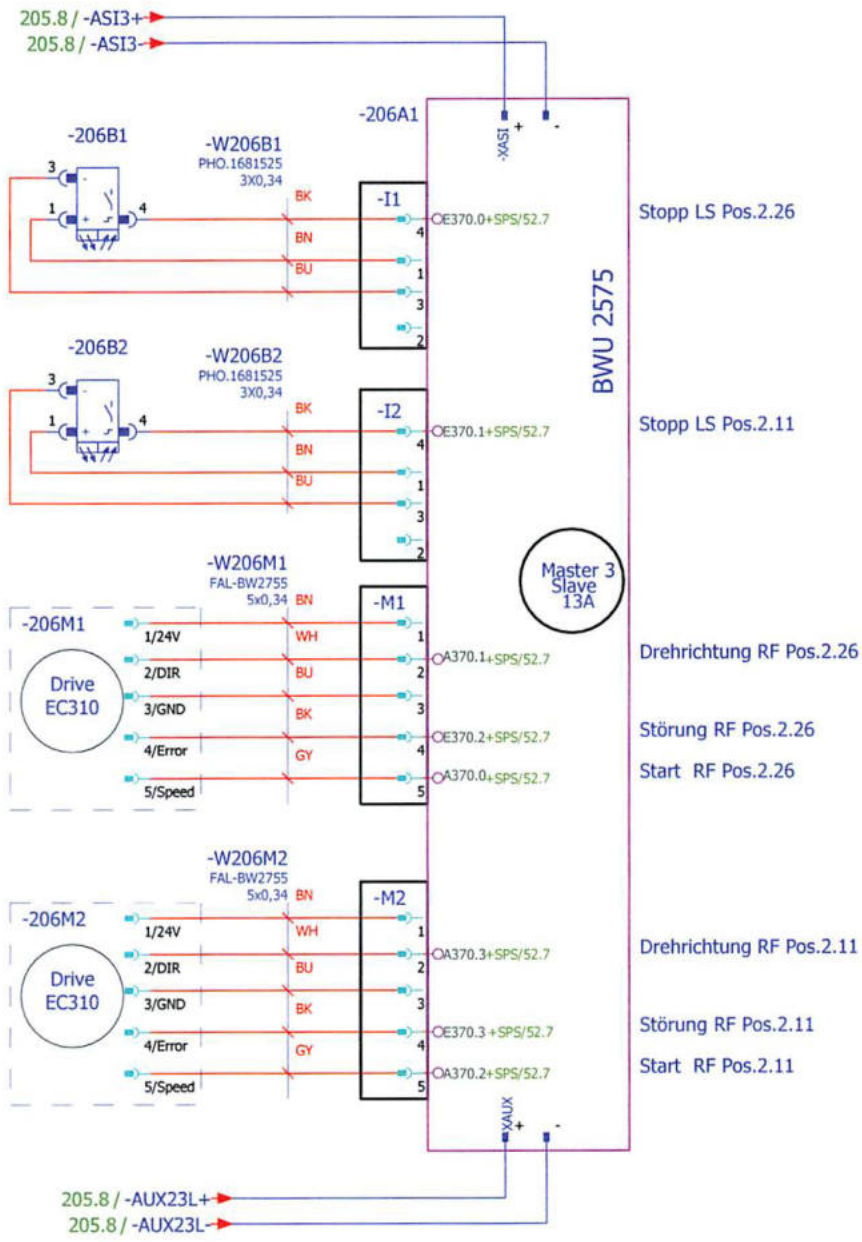 205.8 / -ASI3+
205.8 / -ASI3-
-206A1
-XASI
+
-
-206B1
3
-
1
+
4
-W206B1
PHO.1681525
3X0,34
BK
BN
BU
-I1
4
1
3
2
E370.0+SPS/52.7
Stopp LS Pos.2.26
BWU 2575
-206B2
3
-
1
+
4
-W206B2
PHO.1681525
3X0,34
BK
BN
BU
-I2
4
1
3
2
E370.1+SPS/52.7
Stopp LS Pos.2.11
Master 3
Slave
13A
-W206M1
FAL-BW2755
5x0,34
BN
WH
BU
BK
GY
-206M1
Drive
EC310
1/24V
2/DIR
3/GND
4/Error
5/Speed
-M1
1
2
3
4
5
A370.1+SPS/52.7
Drehrichtung RF Pos.2.26
E370.2+SPS/52.7
Störung RF Pos.2.26
A370.0+SPS/52.7
Start RF Pos.2.26
-W206M2
FAL-BW2755
5x0,34
BN
WH
BU
BK
GY
-206M2
Drive
EC310
1/24V
2/DIR
3/GND
4/Error
5/Speed
-M2
1
2
3
4
5
A370.3+SPS/52.7
Drehrichtung RF Pos.2.11
E370.3 +SPS/52.7
Störung RF Pos.2.11
A370.2+SPS/52.7
Start RF Pos.2.11
XAUX
+
-
205.8 / -AUX23L+
205.8 / -AUX23L-